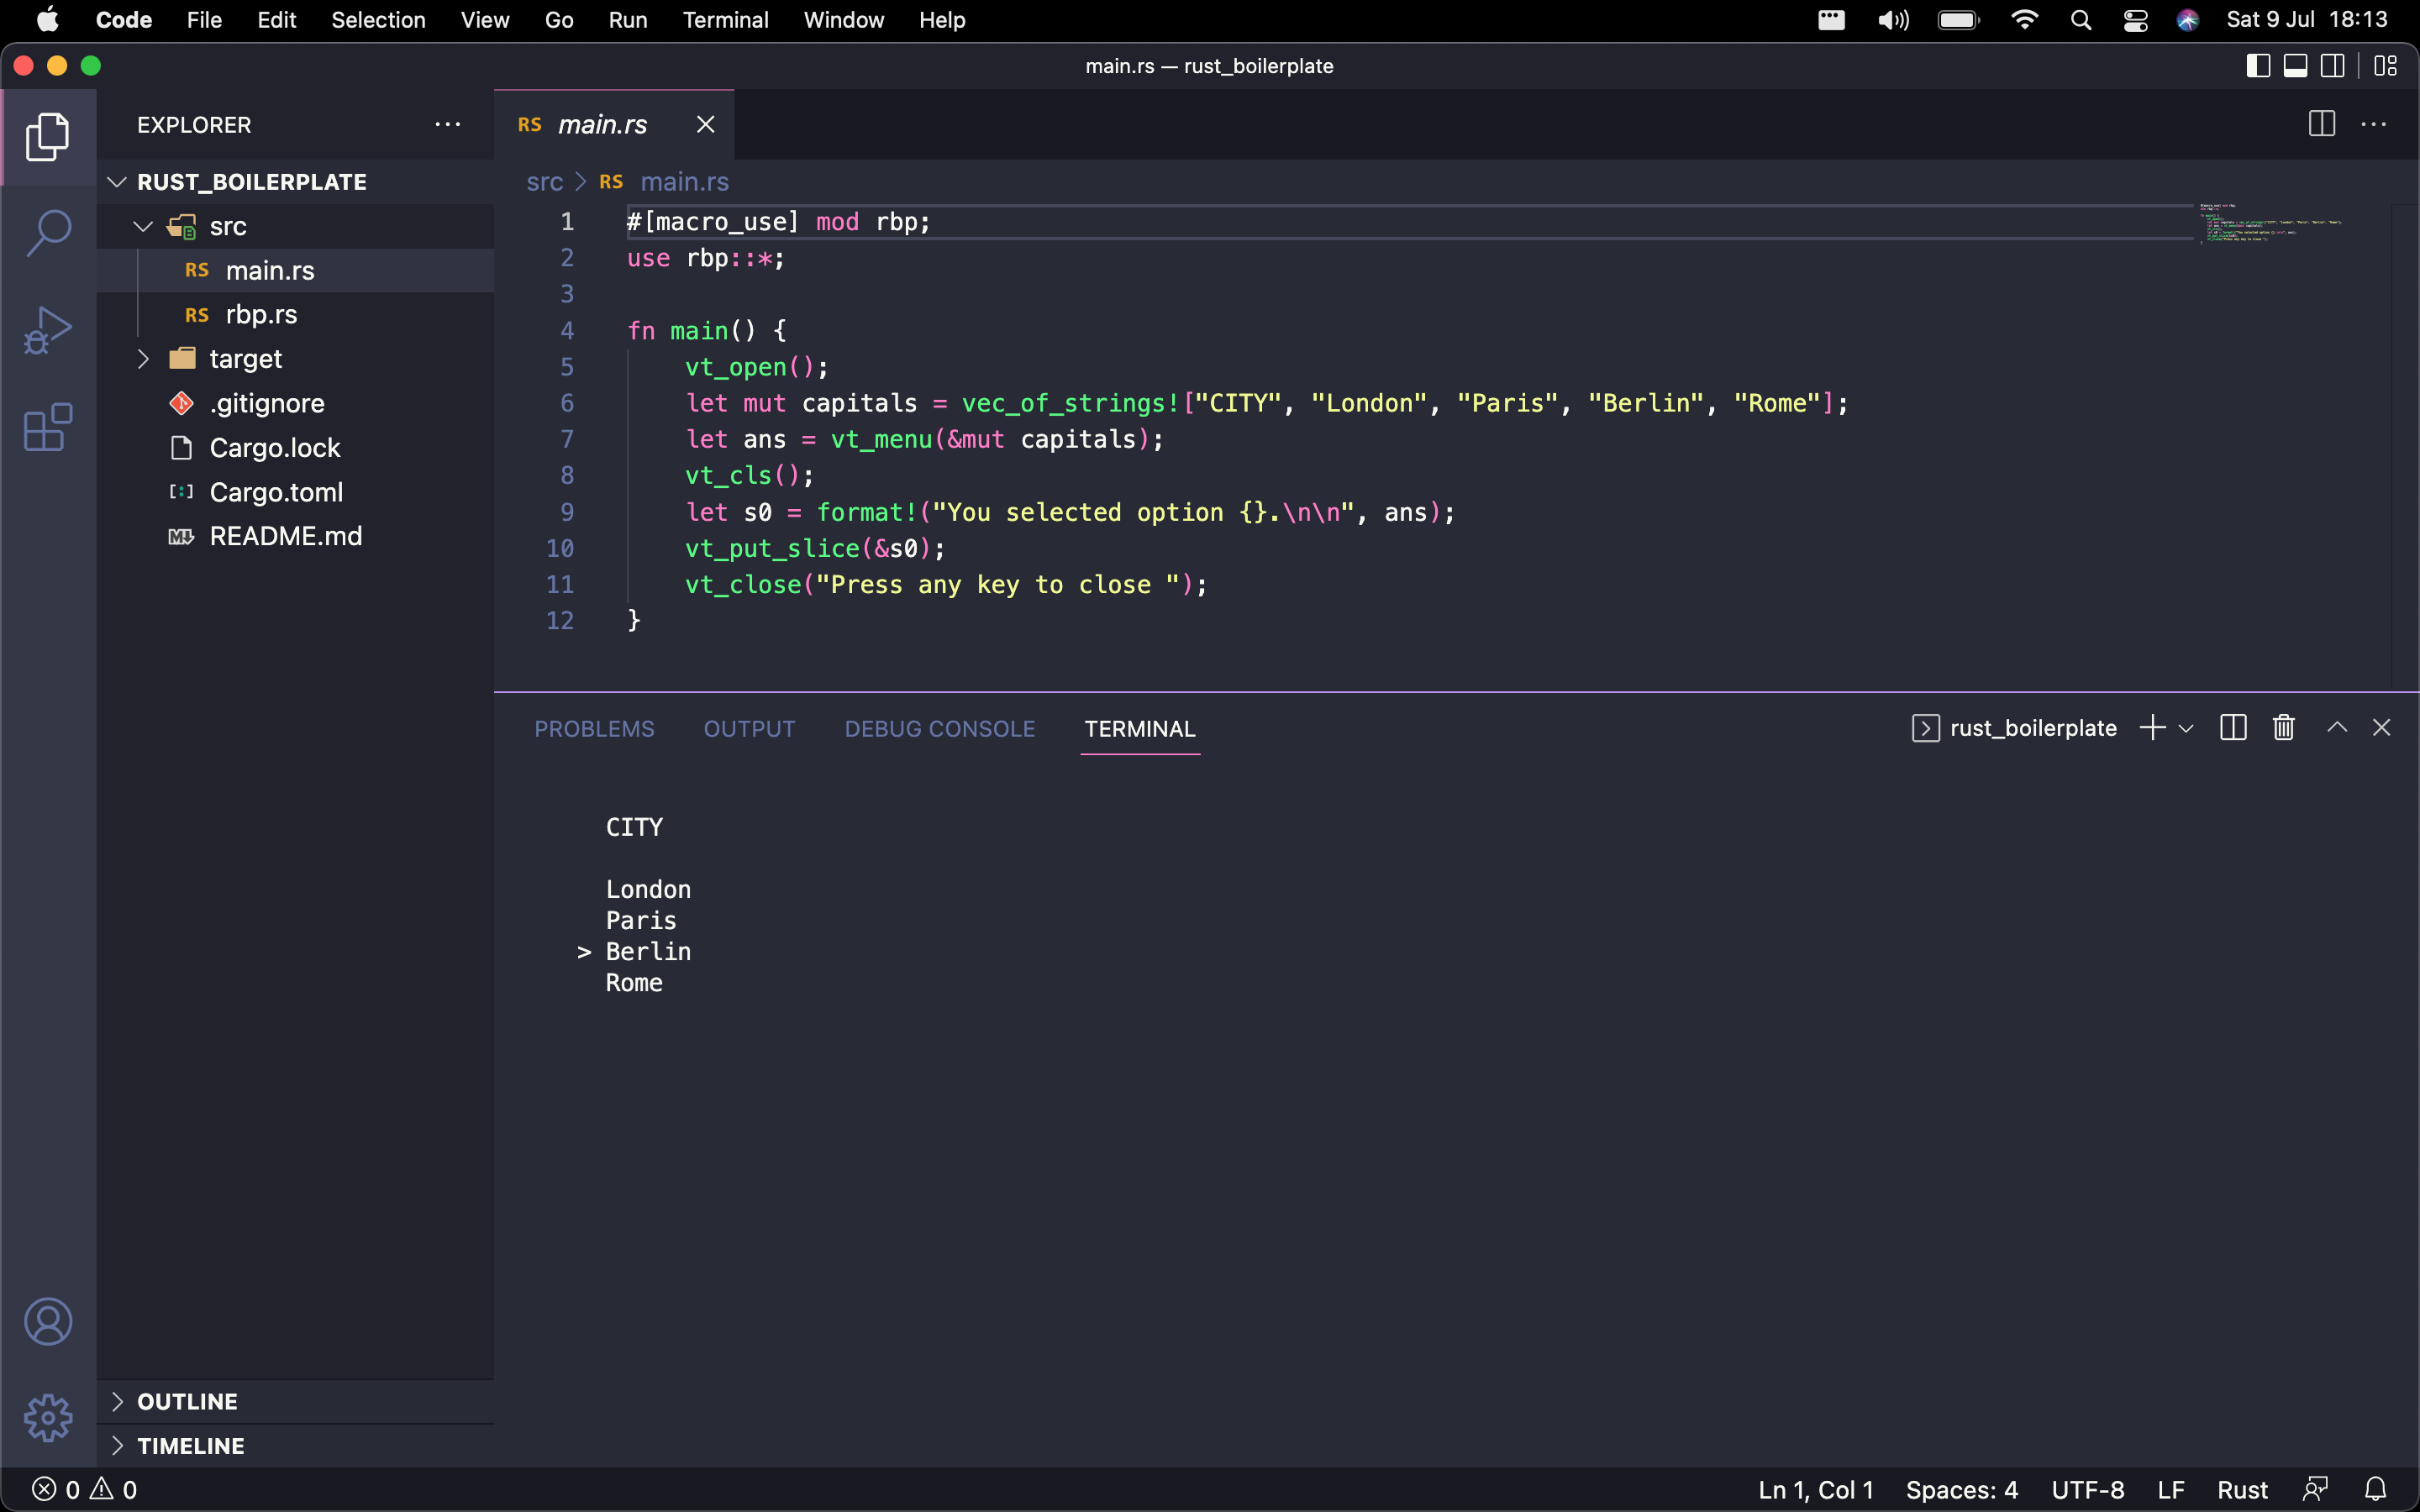 Code File Edit Selection View Go Run Terminal Window Help Sat 9 Jul 18:13
main.rs — rust_boilerplate
EXPLORER
RUST_BOILERPLATE
src
RS main.rs
RS rbp.rs
target
.gitignore
Cargo.lock
Cargo.toml
README.md
OUTLINE
TIMELINE
RS main.rs
src > RS main.rs
1 #[macro_use] mod rbp;
2 use rbp::*;
3
4 fn main() {
5     vt_open();
6     let mut capitals = vec_of_strings!["CITY", "London", "Paris", "Berlin", "Rome"];
7     let ans = vt_menu(&mut capitals);
8     vt_cls();
9     let s0 = format!("You selected option {}.\n\n", ans);
10     vt_put_slice(&s0);
11     vt_close("Press any key to close ");
12 }
PROBLEMS OUTPUT DEBUG CONSOLE TERMINAL rust_boilerplate
CITY
London
Paris
> Berlin
Rome
0 0 Ln 1, Col 1 Spaces: 4 UTF-8 LF Rust